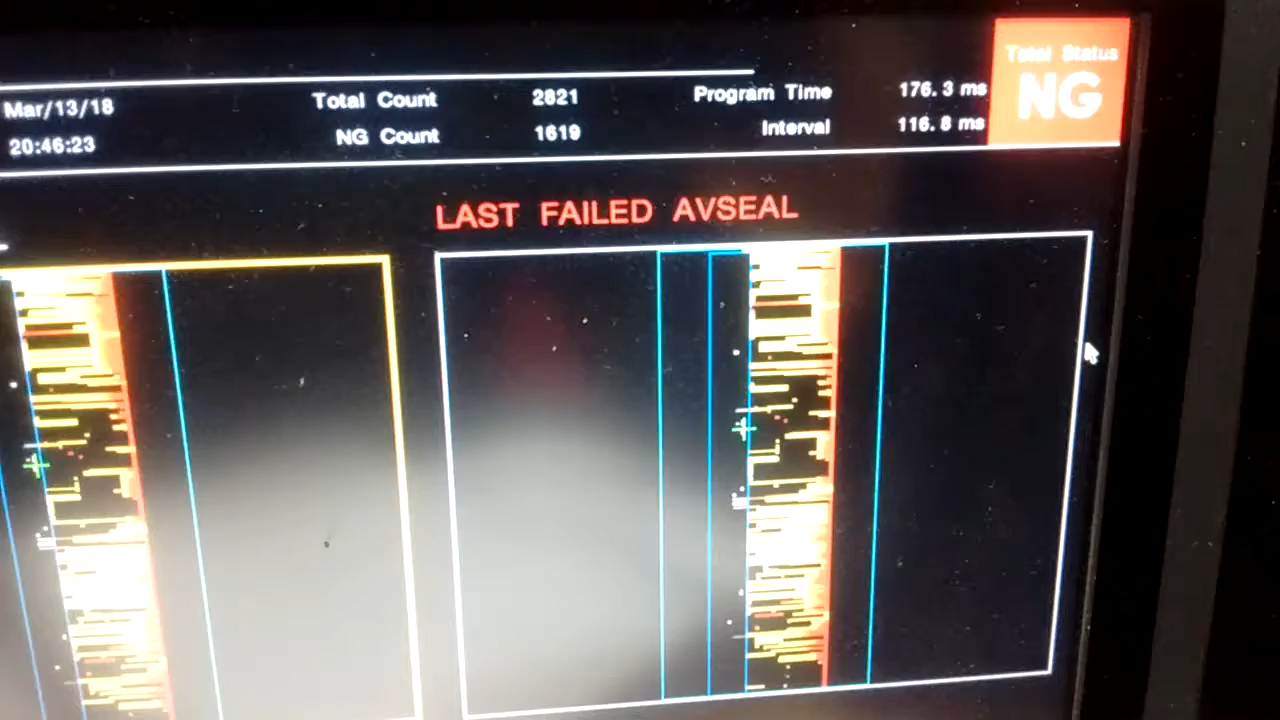 Total Status
NG
Mar/13/18 Total Count 2821 Program Time 176.3 ms
20:46:23 NG Count 1619 Interval 116.8 ms
LAST FAILED AVSEAL